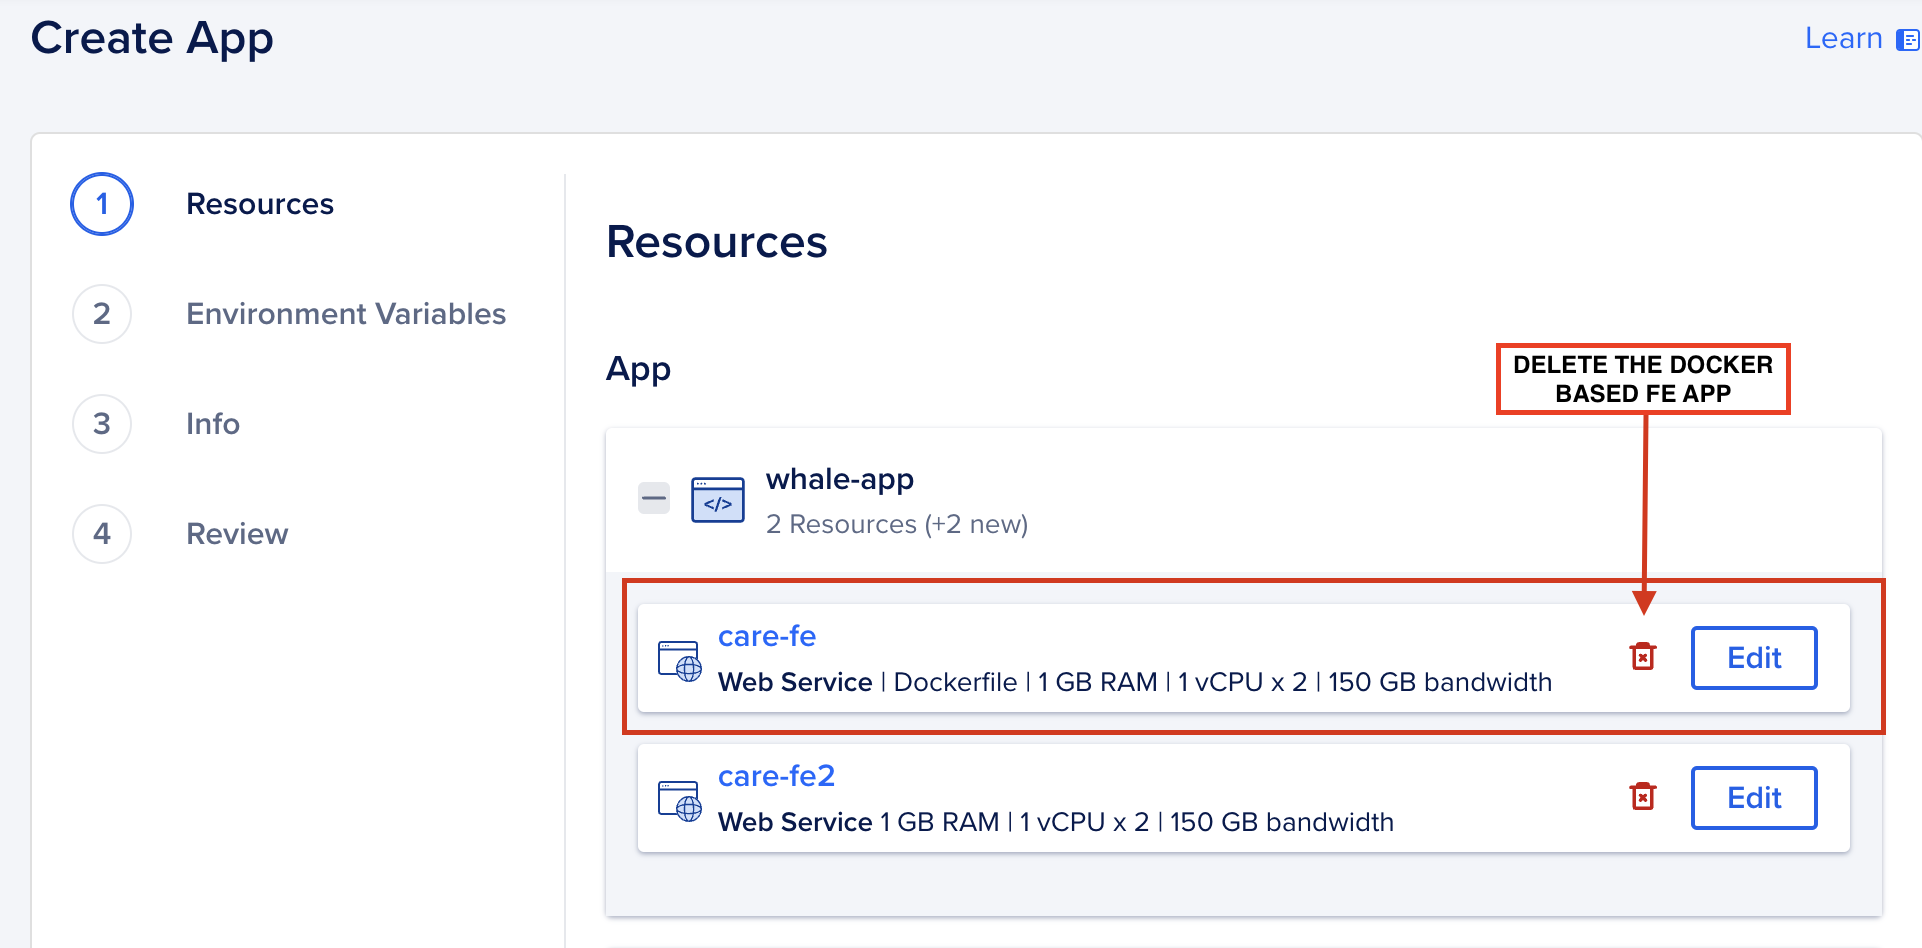 Create App
Learn
1 Resources
2 Environment Variables
3 Info
4 Review
Resources
App
DELETE THE DOCKER
BASED FE APP
whale-app
</>
2 Resources (+2 new)
care-fe
Web Service | Dockerfile | 1 GB RAM | 1 vCPU x 2 | 150 GB bandwidth
Edit
care-fe2
Web Service 1 GB RAM | 1 vCPU x 2 | 150 GB bandwidth
Edit